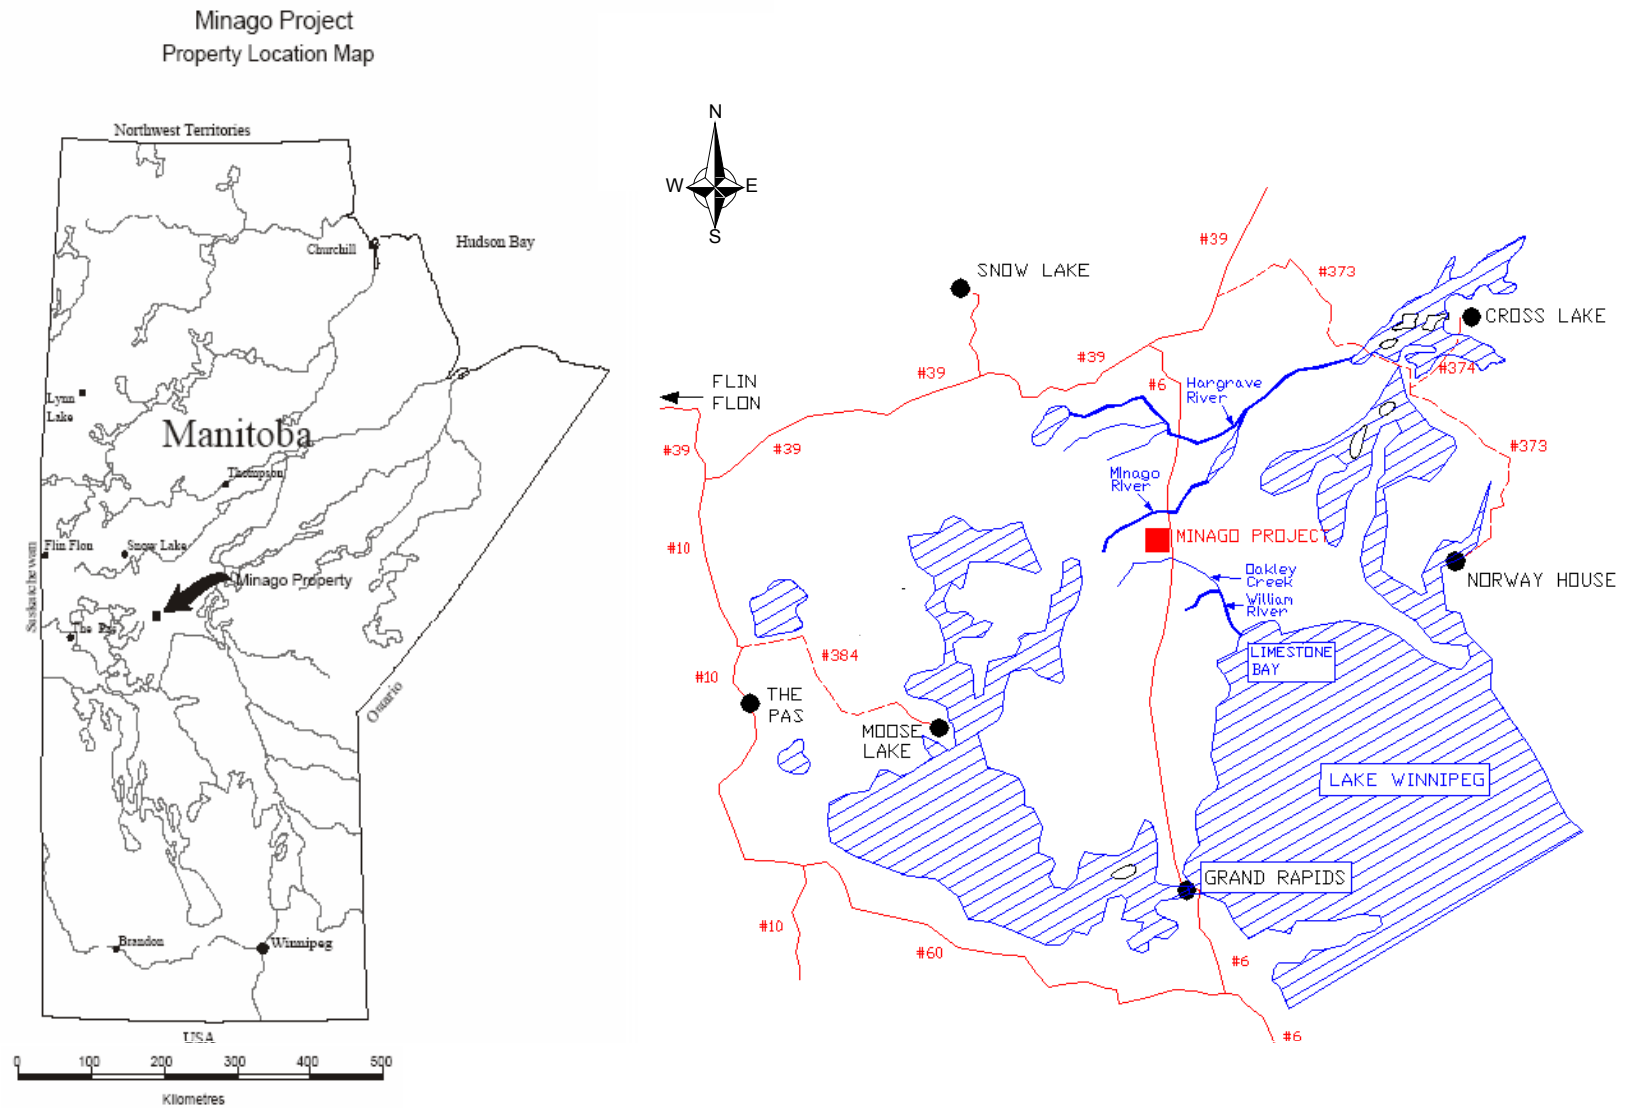 Minago Project
Property Location Map
Northwest Territories
Churchill
Hudson Bay
Lynn
Lake
Manitoba
Thompson
Flin Flon
Snow Lake
Minago Property
Saskatchewan
The Pas
Ontario
Brandon
Winnipeg
USA
0 100 200 300 400 500
Kilometres
N
W E
S
#39
SNOW LAKE
#373
CROSS LAKE
#39
#39
#374
FLIN
FLON
#6
Hargrave
River
#39
#39
#373
Minago
River
#10
MINAGO PROJECT
Oakley
Creek
NORWAY HOUSE
William
River
#384
LIMESTONE
BAY
#10
THE
PAS
MOOSE
LAKE
LAKE WINNIPEG
GRAND RAPIDS
#10
#60
#6
#6